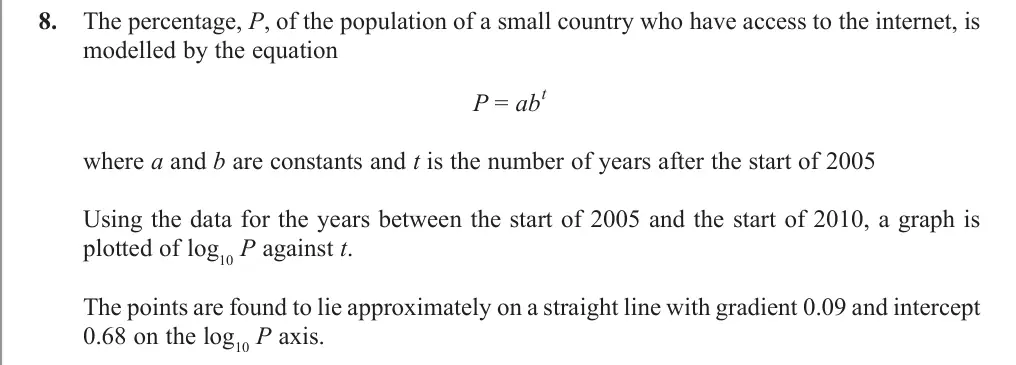 8. The percentage, P, of the population of a small country who have access to the internet, is
modelled by the equation
P = abᵗ
where a and b are constants and t is the number of years after the start of 2005
Using the data for the years between the start of 2005 and the start of 2010, a graph is
plotted of log₁₀ P against t.
The points are found to lie approximately on a straight line with gradient 0.09 and intercept
0.68 on the log₁₀ P axis.